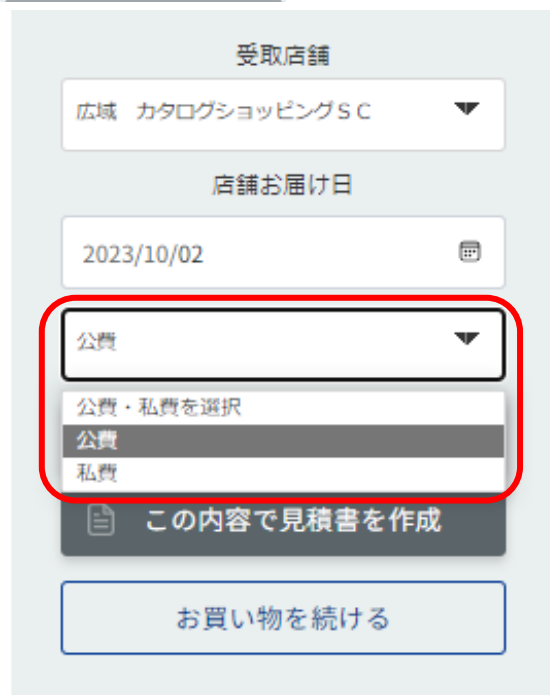 受取店舗
広域　カタログショッピングＳＣ
店舗お届け日
2023/10/02
公費
公費・私費を選択
公費
私費
この内容で見積書を作成
お買い物を続ける